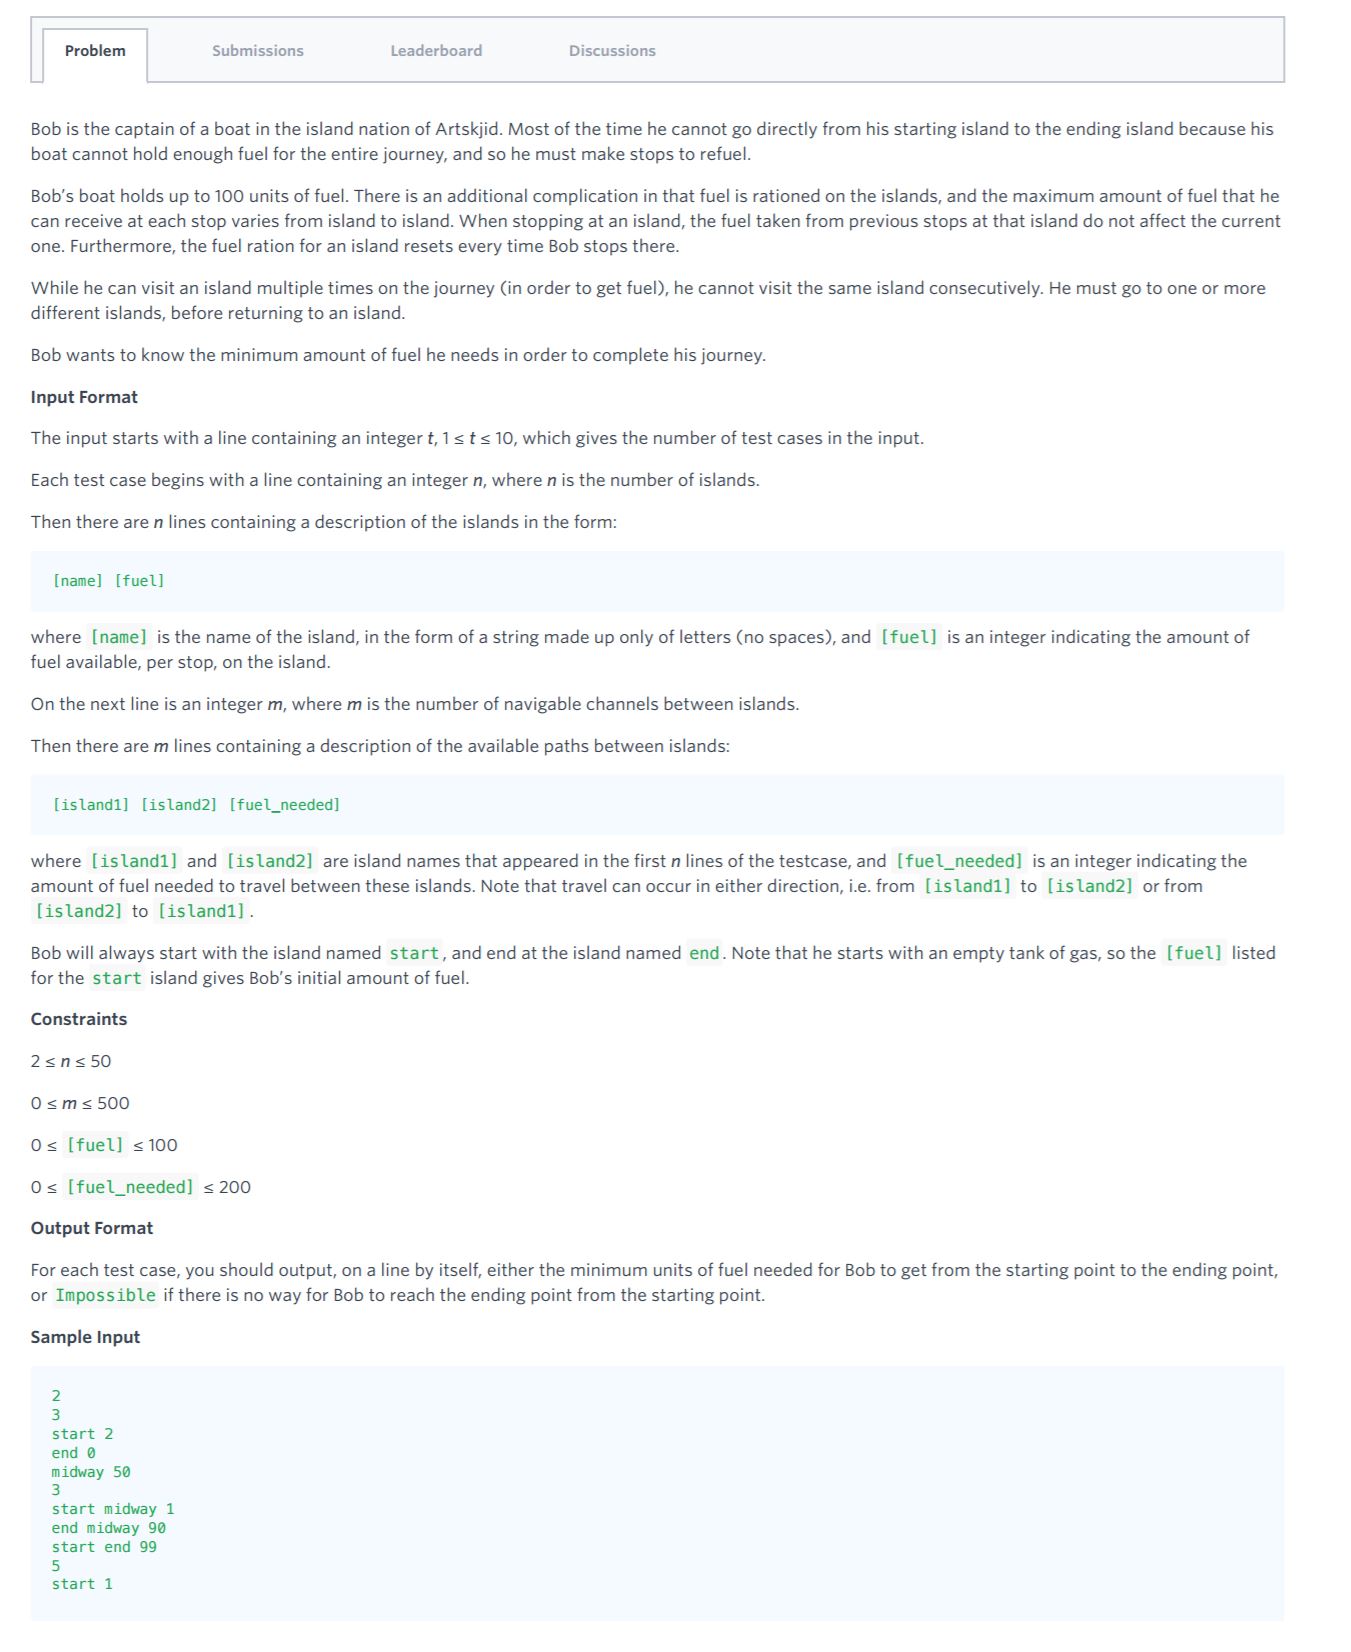 Problem
Submissions
Leaderboard
Discussions
Bob is the captain of a boat in the island nation of Artskjid. Most of the time he cannot go directly from his starting island to the ending island because his
boat cannot hold enough fuel for the entire journey, and so he must make stops to refuel.
Bob's boat holds up to 100 units of fuel. There is an additional complication in that fuel is rationed on the islands, and the maximum amount of fuel that he
can receive at each stop varies from island to island. When stopping at an island, the fuel taken from previous stops at that island do not affect the current
one. Furthermore, the fuel ration for an island resets every time Bob stops there.
While he can visit an island multiple times on the journey (in order to get fuel), he cannot visit the same island consecutively. He must go to one or more
different islands, before returning to an island.
Bob wants to know the minimum amount of fuel he needs in order to complete his journey.
Input Format
The input starts with a line containing an integer t, 1 ≤ t ≤ 10, which gives the number of test cases in the input.
Each test case begins with a line containing an integer n, where n is the number of islands.
Then there are n lines containing a description of the islands in the form:
[name] [fuel]
where [name] is the name of the island, in the form of a string made up only of letters (no spaces), and [fuel] is an integer indicating the amount of
fuel available, per stop, on the island.
On the next line is an integer m, where m is the number of navigable channels between islands.
Then there are m lines containing a description of the available paths between islands:
[island1] [island2] [fuel_needed]
where [island1] and [island2] are island names that appeared in the first n lines of the testcase, and [fuel_needed] is an integer indicating the
amount of fuel needed to travel between these islands. Note that travel can occur in either direction, i.e. from [island1] to [island2] or from
[island2] to [island1].
Bob will always start with the island named start, and end at the island named end. Note that he starts with an empty tank of gas, so the [fuel] listed
for the start island gives Bob's initial amount of fuel.
Constraints
2 ≤ n ≤ 50
0 ≤ m ≤ 500
0 ≤ [fuel] ≤ 100
0 ≤ [fuel_needed] ≤ 200
Output Format
For each test case, you should output, on a line by itself, either the minimum units of fuel needed for Bob to get from the starting point to the ending point,
or Impossible if there is no way for Bob to reach the ending point from the starting point.
Sample Input
2
3
start 2
end 0
midway 50
3
start midway 1
end midway 90
start end 99
5
start 1